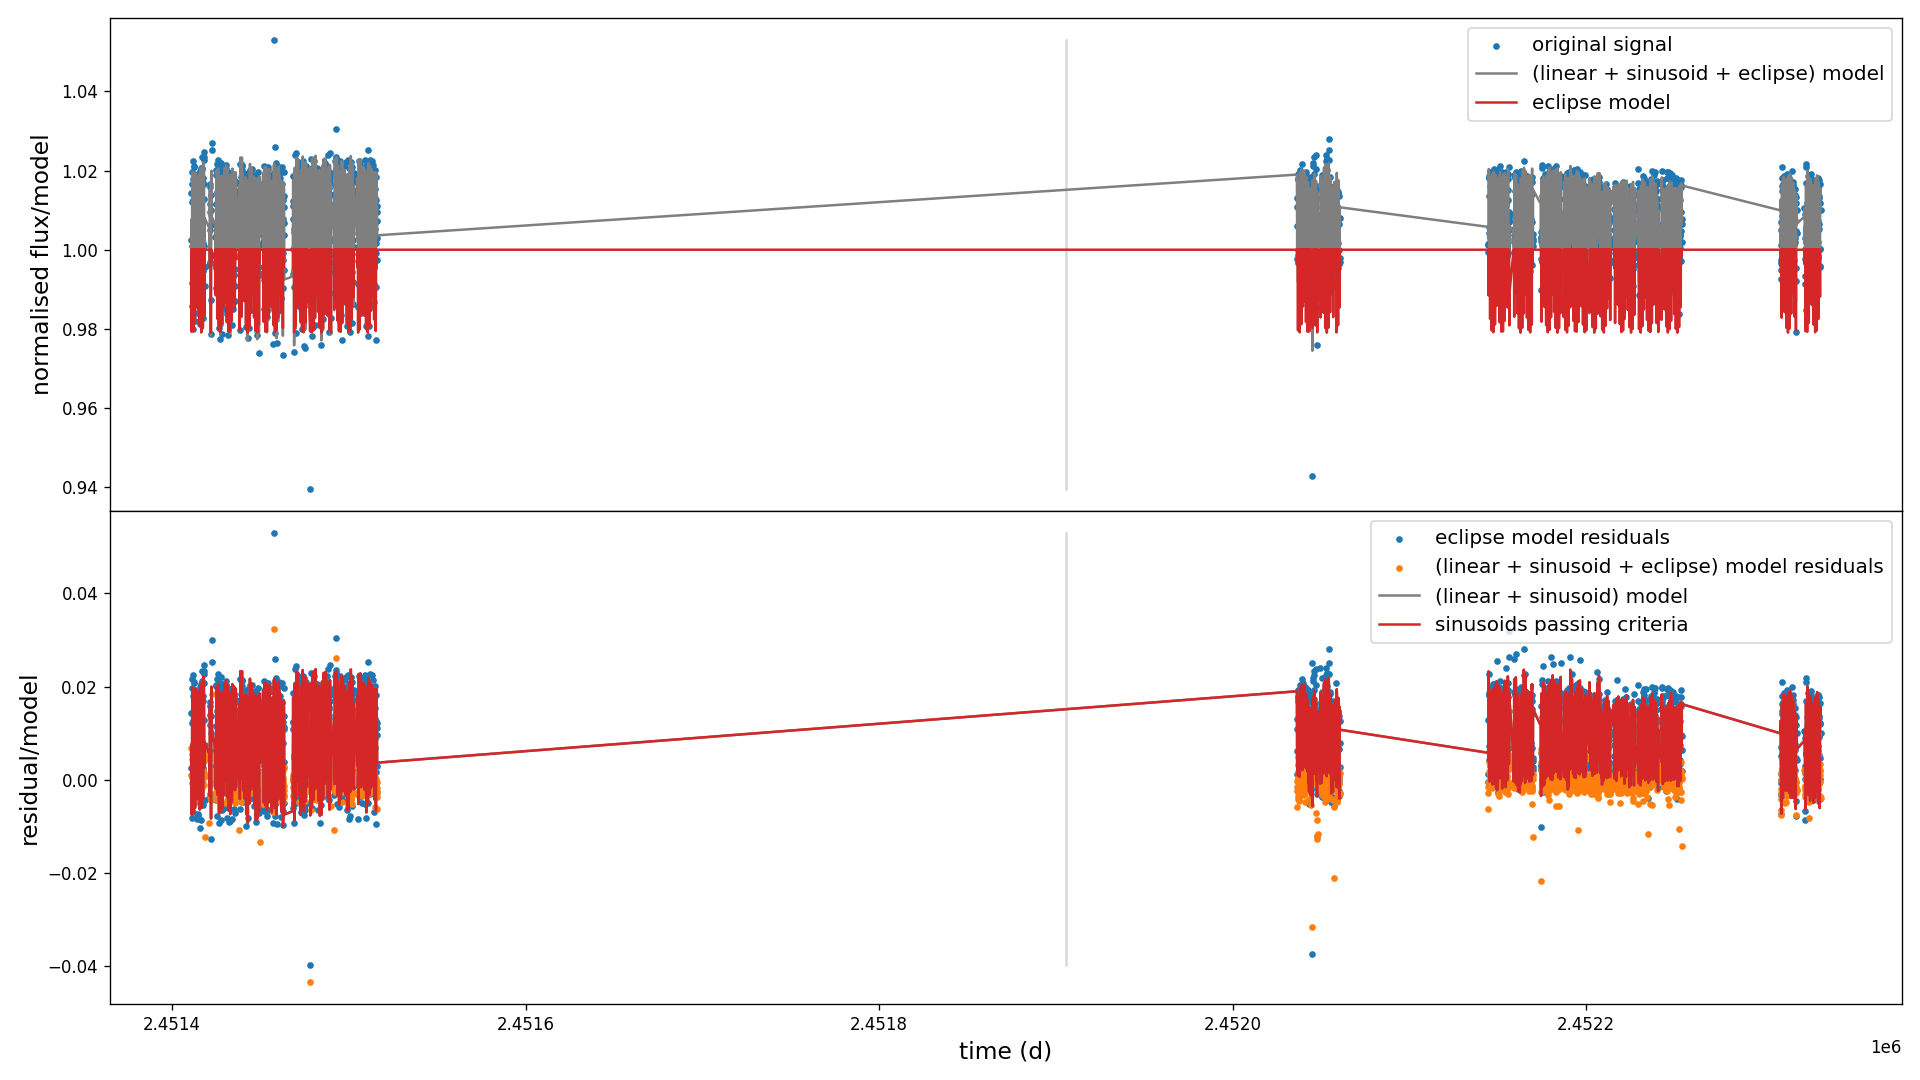 original signal
(linear + sinusoid + eclipse) model
eclipse model
1.04
1.02
1.00
0.98
0.96
0.94
normalised flux/model
eclipse model residuals
(linear + sinusoid + eclipse) model residuals
(linear + sinusoid) model
sinusoids passing criteria
0.04
0.02
0.00
−0.02
−0.04
residual/model
2.4514
2.4516
2.4518
2.4520
2.4522
1e6
time (d)